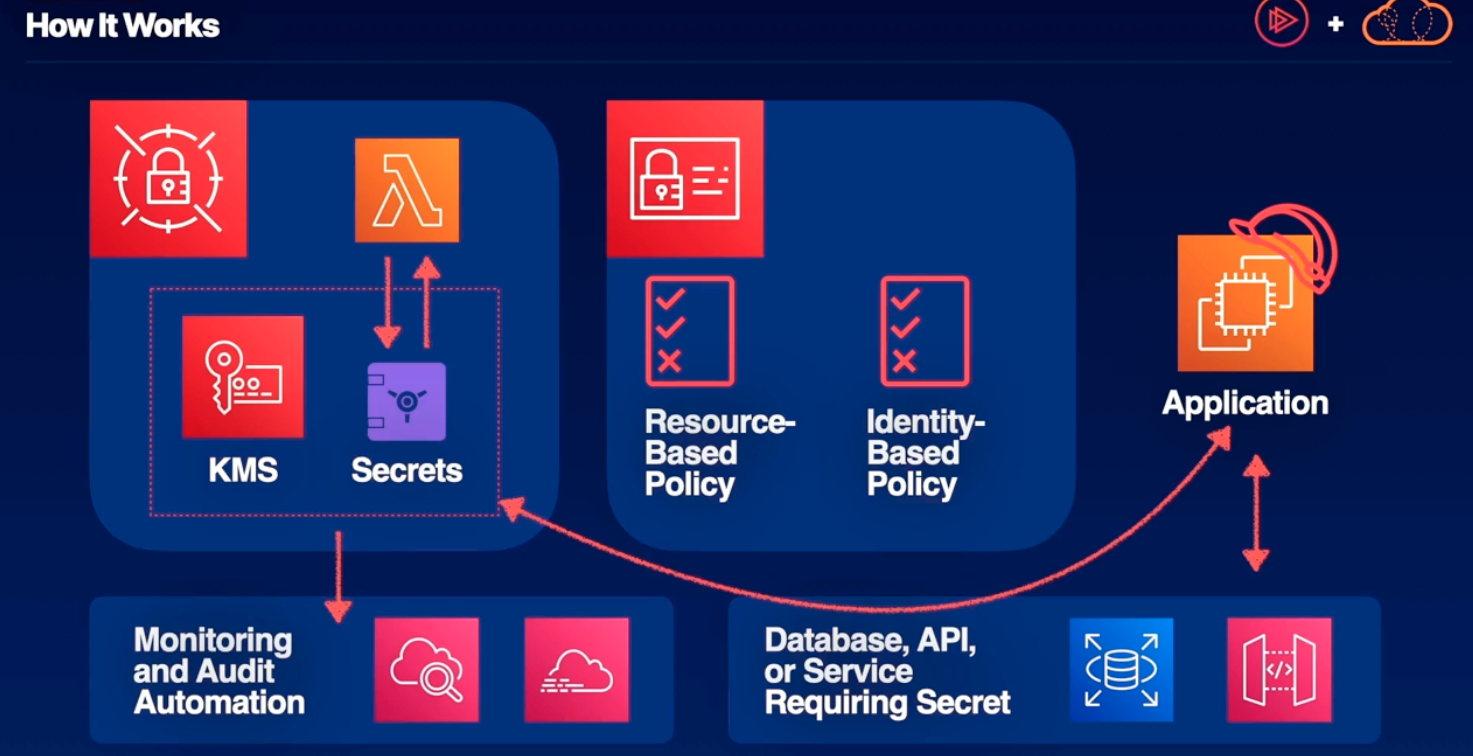 How It Works
+
KMS
Secrets
Resource-
Based
Policy
Identity-
Based
Policy
Application
Monitoring
and Audit
Automation
Database, API,
or Service
Requiring Secret
</>